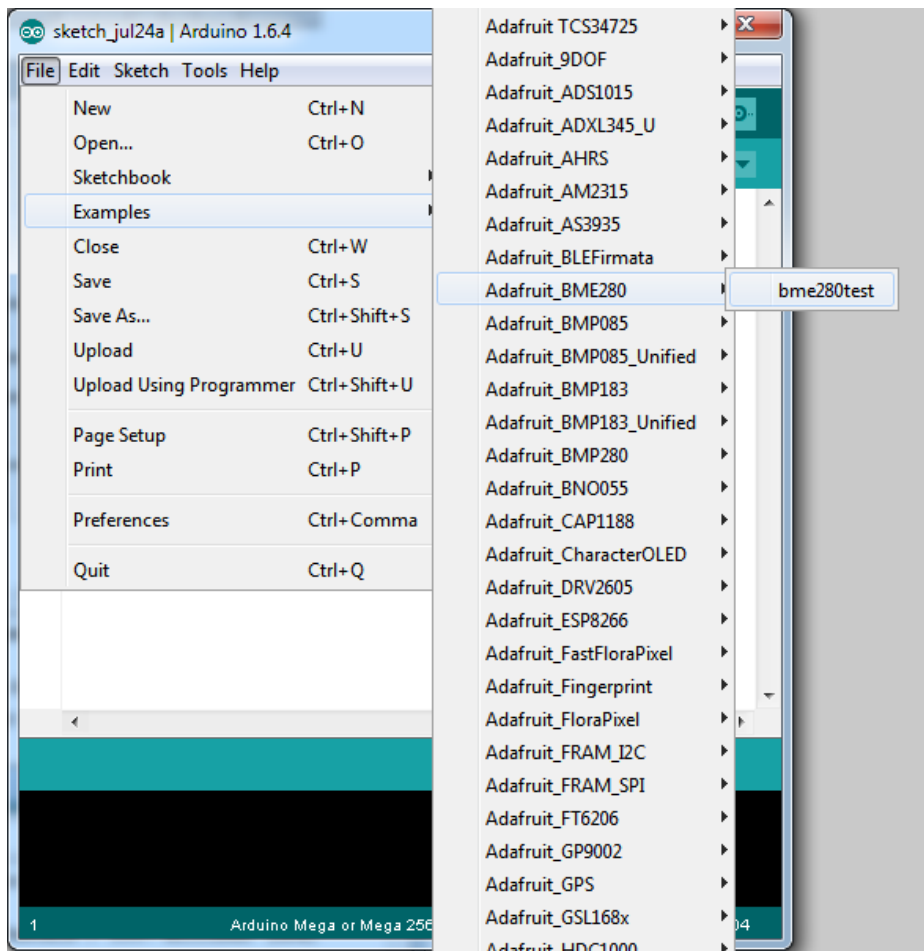 sketch_jul24a | Arduino 1.6.4
File Edit Sketch Tools Help
New Ctrl+N
Open... Ctrl+O
Sketchbook
Examples
Close Ctrl+W
Save Ctrl+S
Save As... Ctrl+Shift+S
Upload Ctrl+U
Upload Using Programmer Ctrl+Shift+U
Page Setup Ctrl+Shift+P
Print Ctrl+P
Preferences Ctrl+Comma
Quit Ctrl+Q
Adafruit TCS34725
Adafruit_9DOF
Adafruit_ADS1015
Adafruit_ADXL345_U
Adafruit_AHRS
Adafruit_AM2315
Adafruit_AS3935
Adafruit_BLEFirmata
Adafruit_BME280
Adafruit_BMP085
Adafruit_BMP085_Unified
Adafruit_BMP183
Adafruit_BMP183_Unified
Adafruit_BMP280
Adafruit_BNO055
Adafruit_CAP1188
Adafruit_CharacterOLED
Adafruit_DRV2605
Adafruit_ESP8266
Adafruit_FastFloraPixel
Adafruit_Fingerprint
Adafruit_FloraPixel
Adafruit_FRAM_I2C
Adafruit_FRAM_SPI
Adafruit_FT6206
Adafruit_GP9002
Adafruit_GPS
Adafruit_GSL168x
Adafruit_HDC1000
bme280test
1 Arduino Mega or Mega 256 04